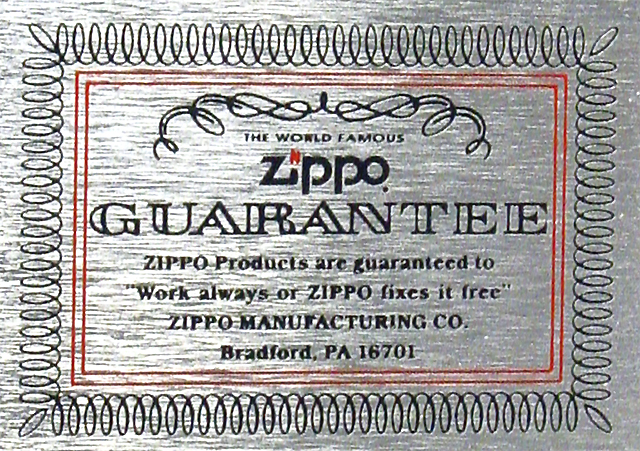 THE WORLD FAMOUS
Zippo
GUARANTEE
ZIPPO Products are guaranteed to
"Work always or ZIPPO fixes it free"
ZIPPO MANUFACTURING CO.
Bradford, PA 16701